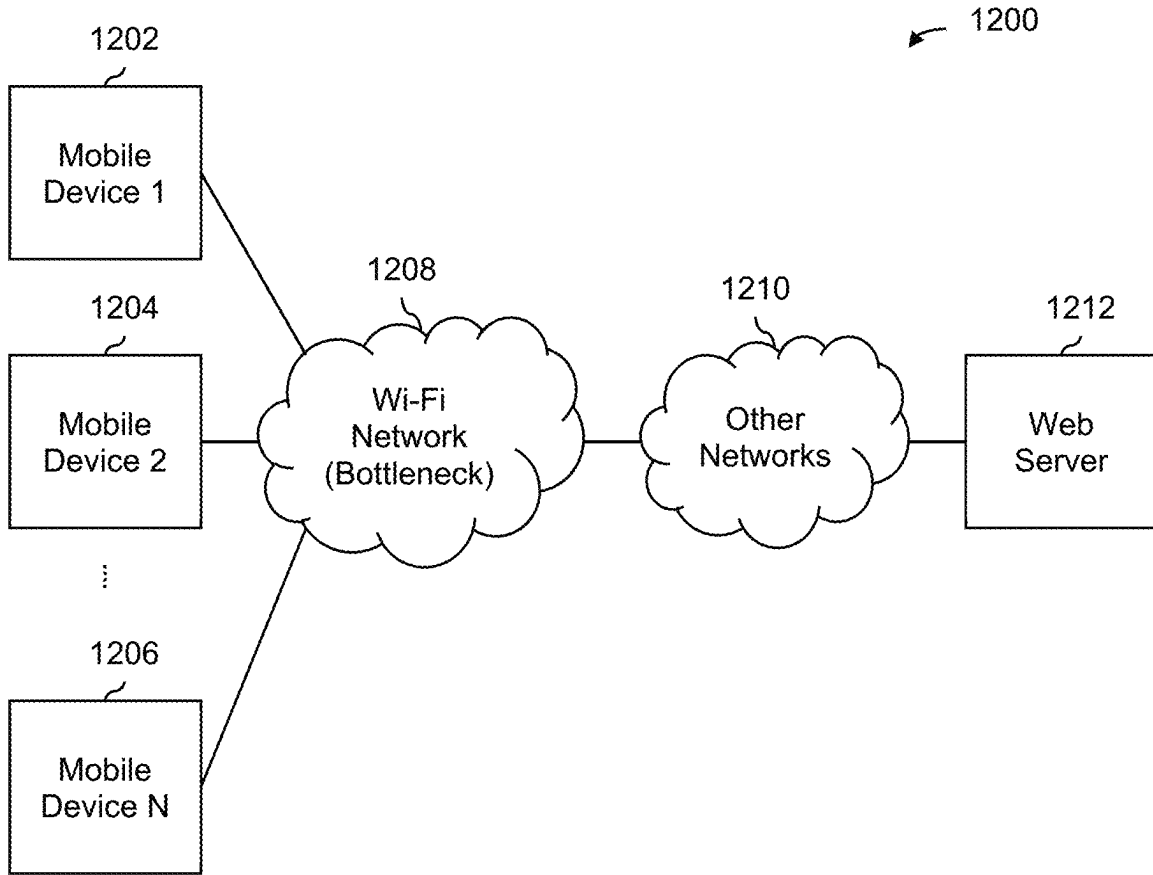 1200
1202
Mobile
Device 1
1204
Mobile
Device 2
1206
Mobile
Device N
1208
Wi-Fi
Network
(Bottleneck)
1210
Other
Networks
1212
Web
Server